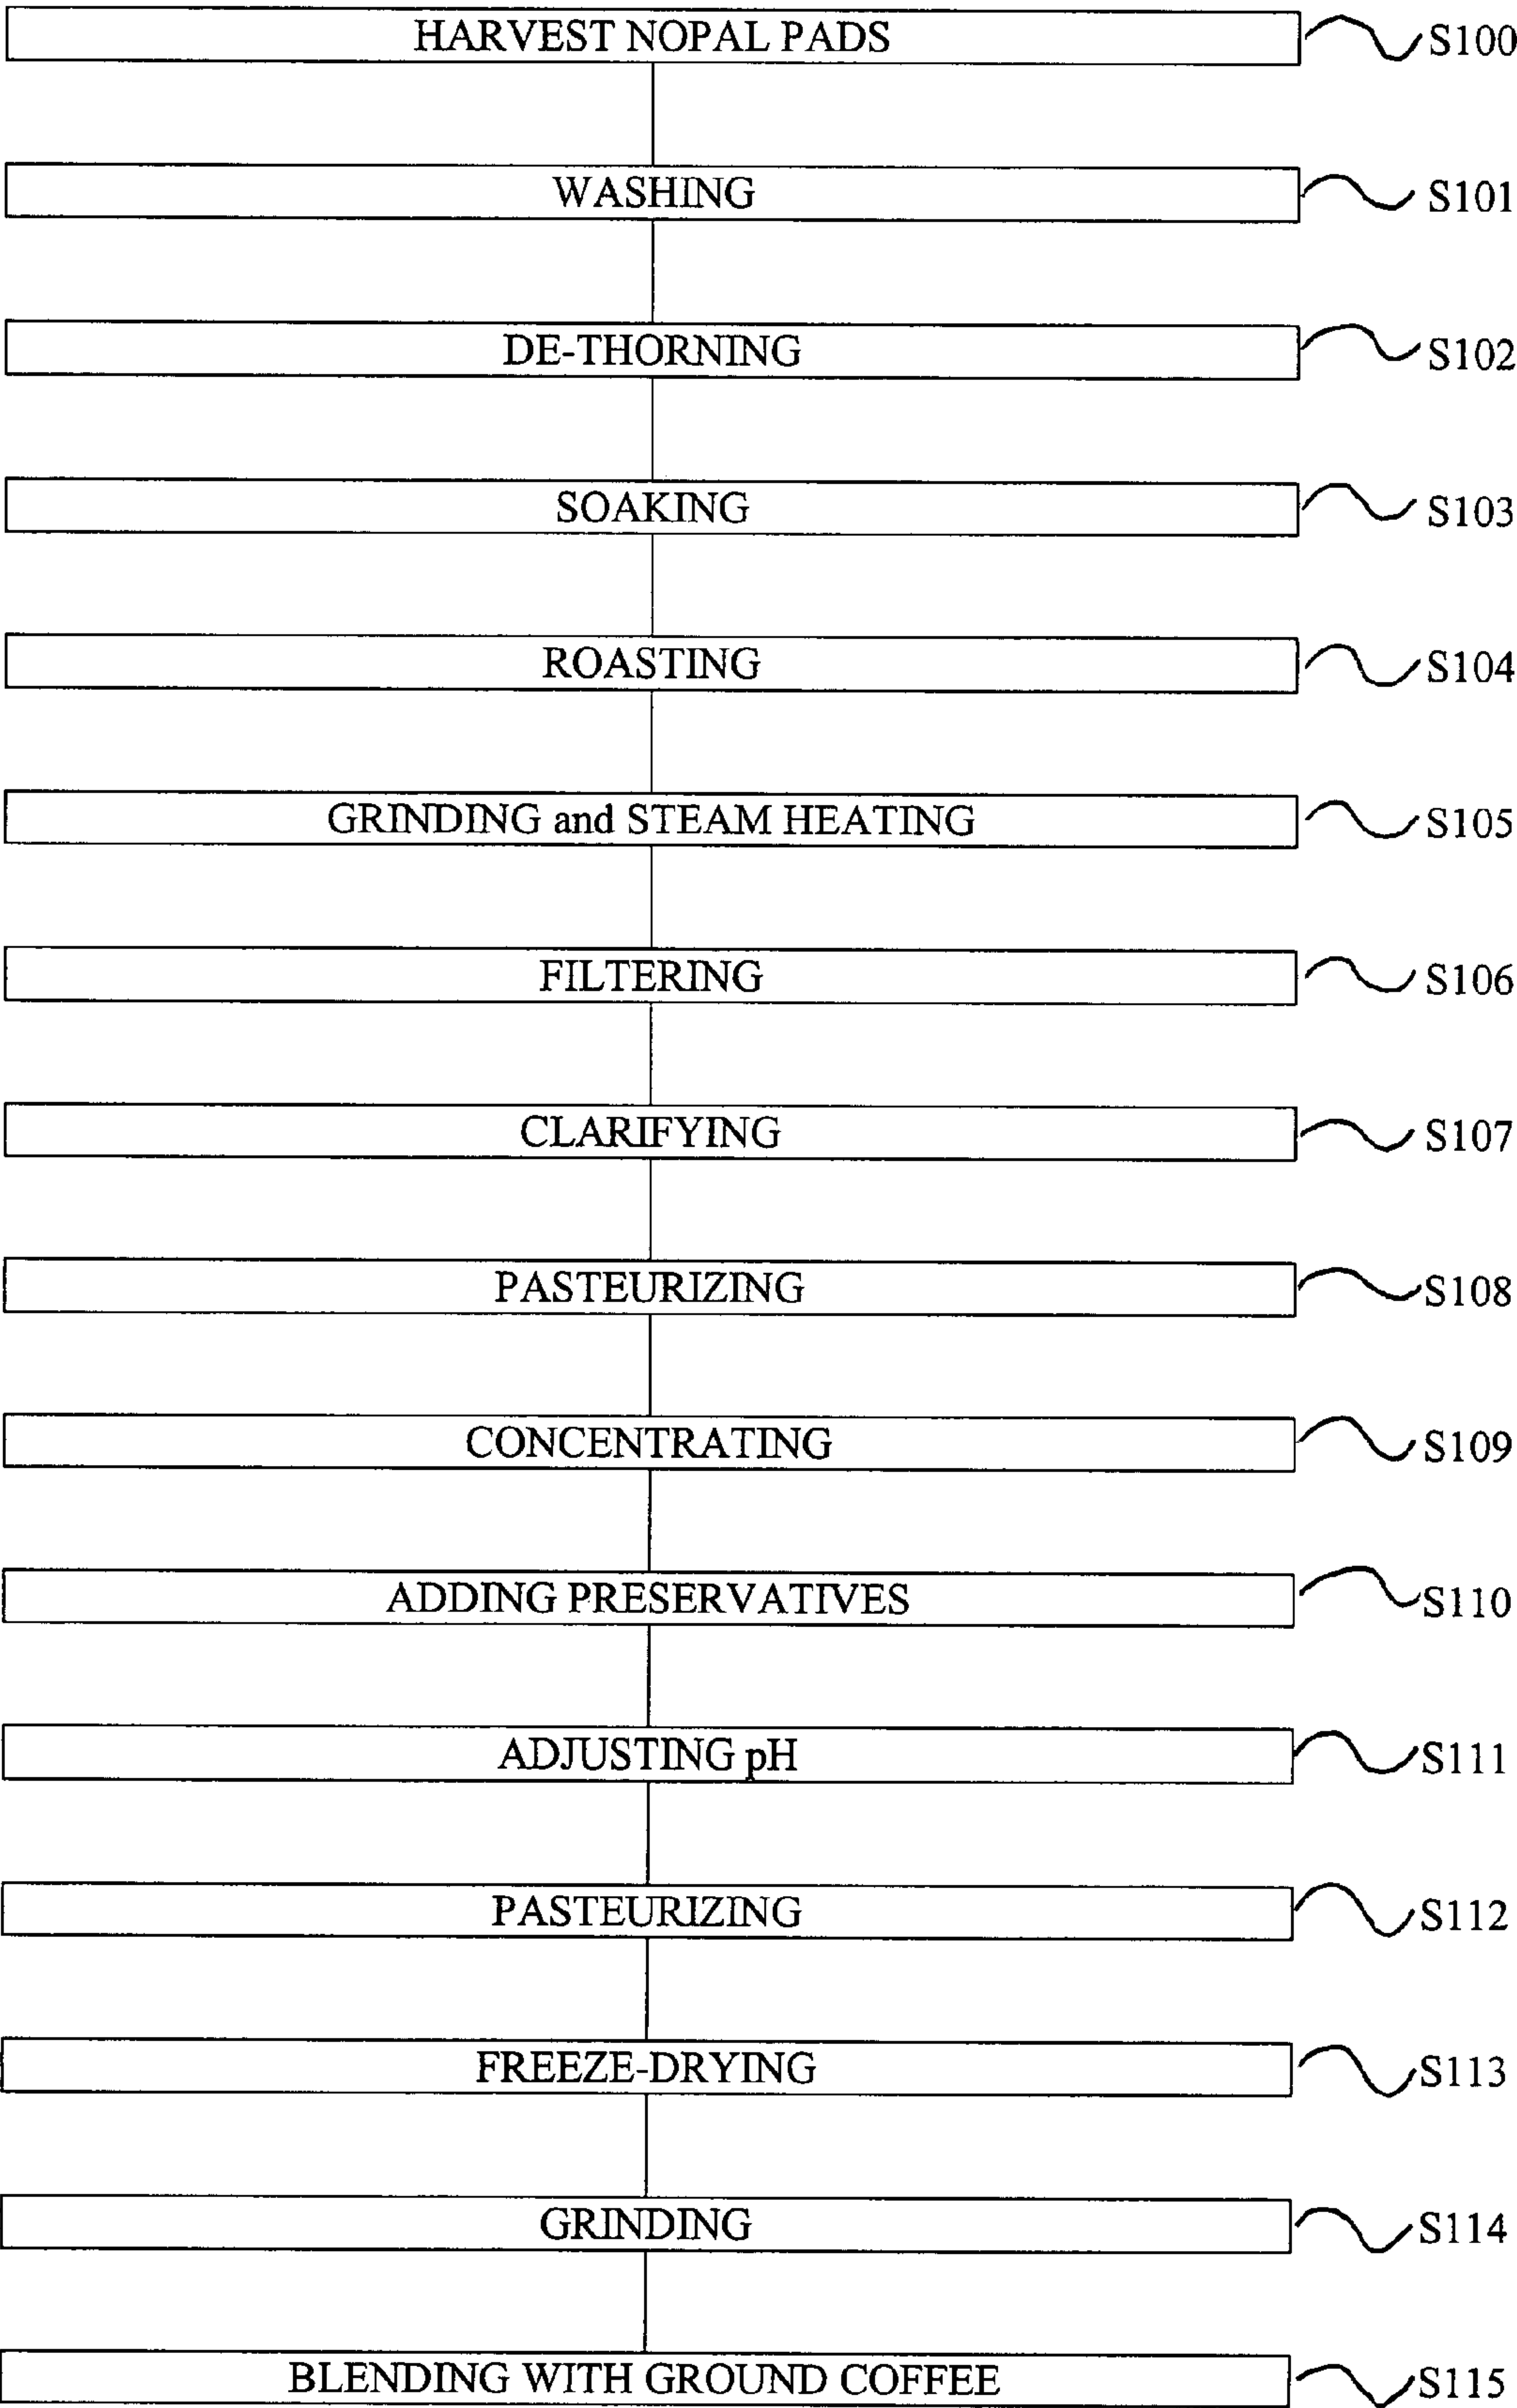 HARVEST NOPAL PADS S100
WASHING S101
DE-THORNING S102
SOAKING S103
ROASTING S104
GRINDING and STEAM HEATING S105
FILTERING S106
CLARIFYING S107
PASTEURIZING S108
CONCENTRATING S109
ADDING PRESERVATIVES S110
ADJUSTING pH S111
PASTEURIZING S112
FREEZE-DRYING S113
GRINDING S114
BLENDING WITH GROUND COFFEE S115